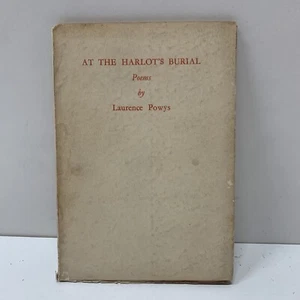 AT THE HARLOT'S BURIAL
Poems
by
Laurence Powys